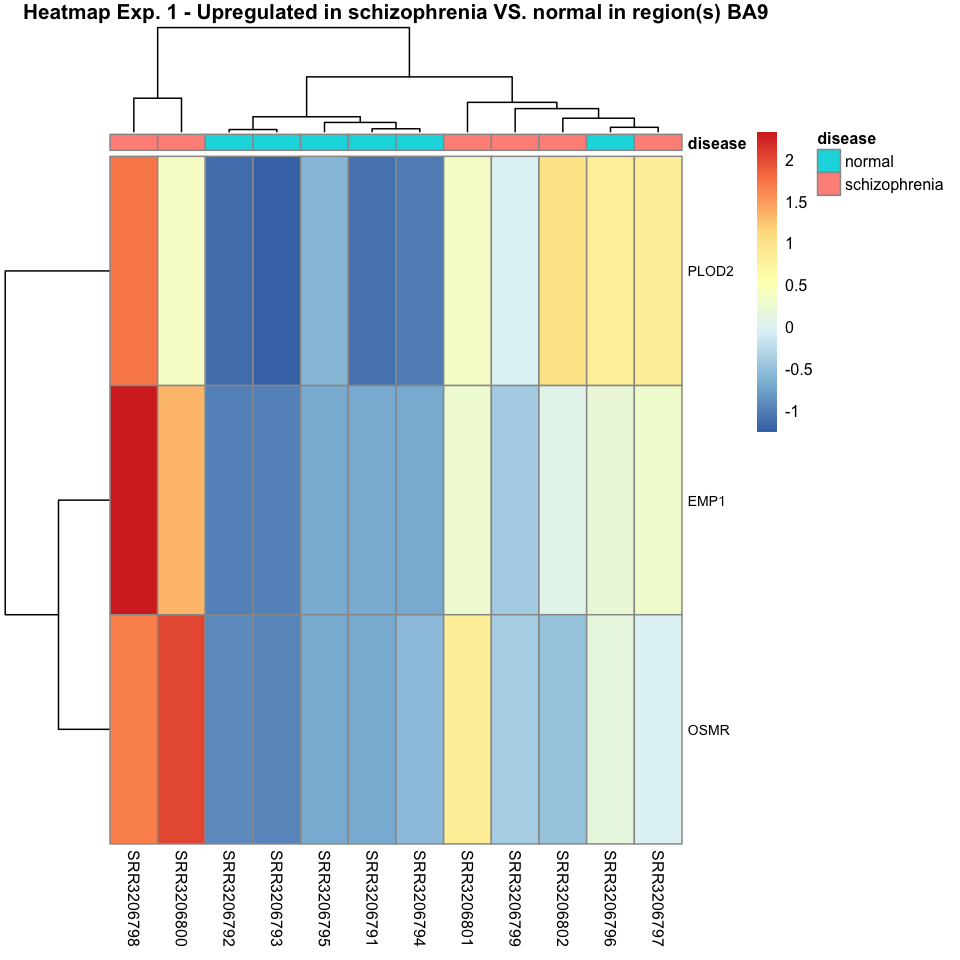 Heatmap Exp. 1 - Upregulated in schizophrenia VS. normal in region(s) BA9
disease
disease
normal
schizophrenia
2
1.5
1
0.5
0
-0.5
-1
PLOD2
EMP1
OSMR
SRR3206798
SRR3206800
SRR3206792
SRR3206793
SRR3206795
SRR3206791
SRR3206794
SRR3206801
SRR3206799
SRR3206802
SRR3206796
SRR3206797